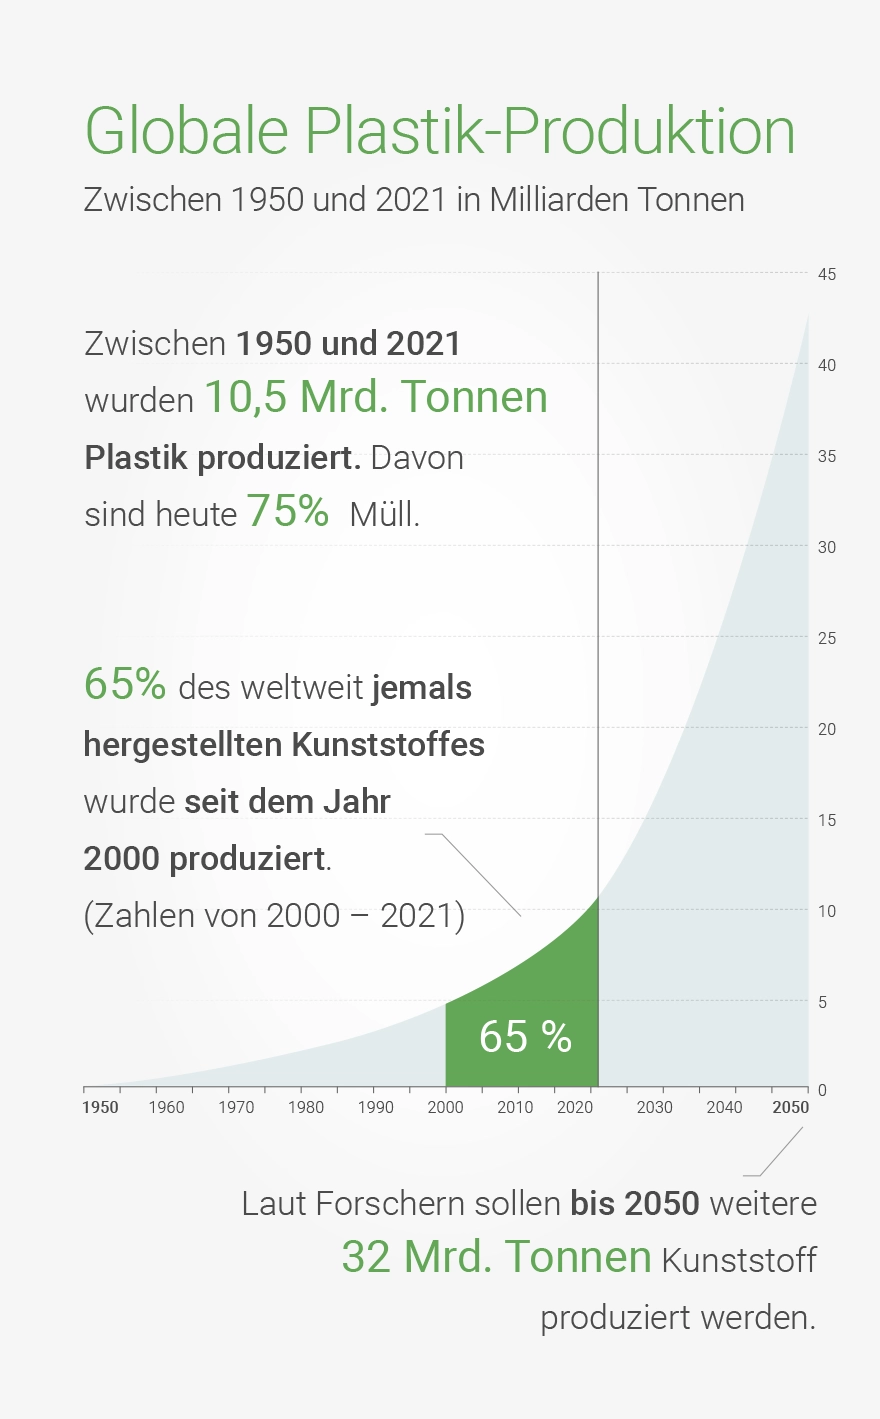 Globale Plastik-Produktion
Zwischen 1950 und 2021 in Milliarden Tonnen
Zwischen 1950 und 2021
wurden 10,5 Mrd. Tonnen
Plastik produziert. Davon
sind heute 75% Müll.
65% des weltweit jemals
hergestellten Kunststoffes
wurde seit dem Jahr
2000 produziert.
(Zahlen von 2000 – 2021)
65 %
45
40
35
30
25
20
15
10
5
0
1950 1960 1970 1980 1990 2000 2010 2020 2030 2040 2050
Laut Forschern sollen bis 2050 weitere
32 Mrd. Tonnen Kunststoff
produziert werden.